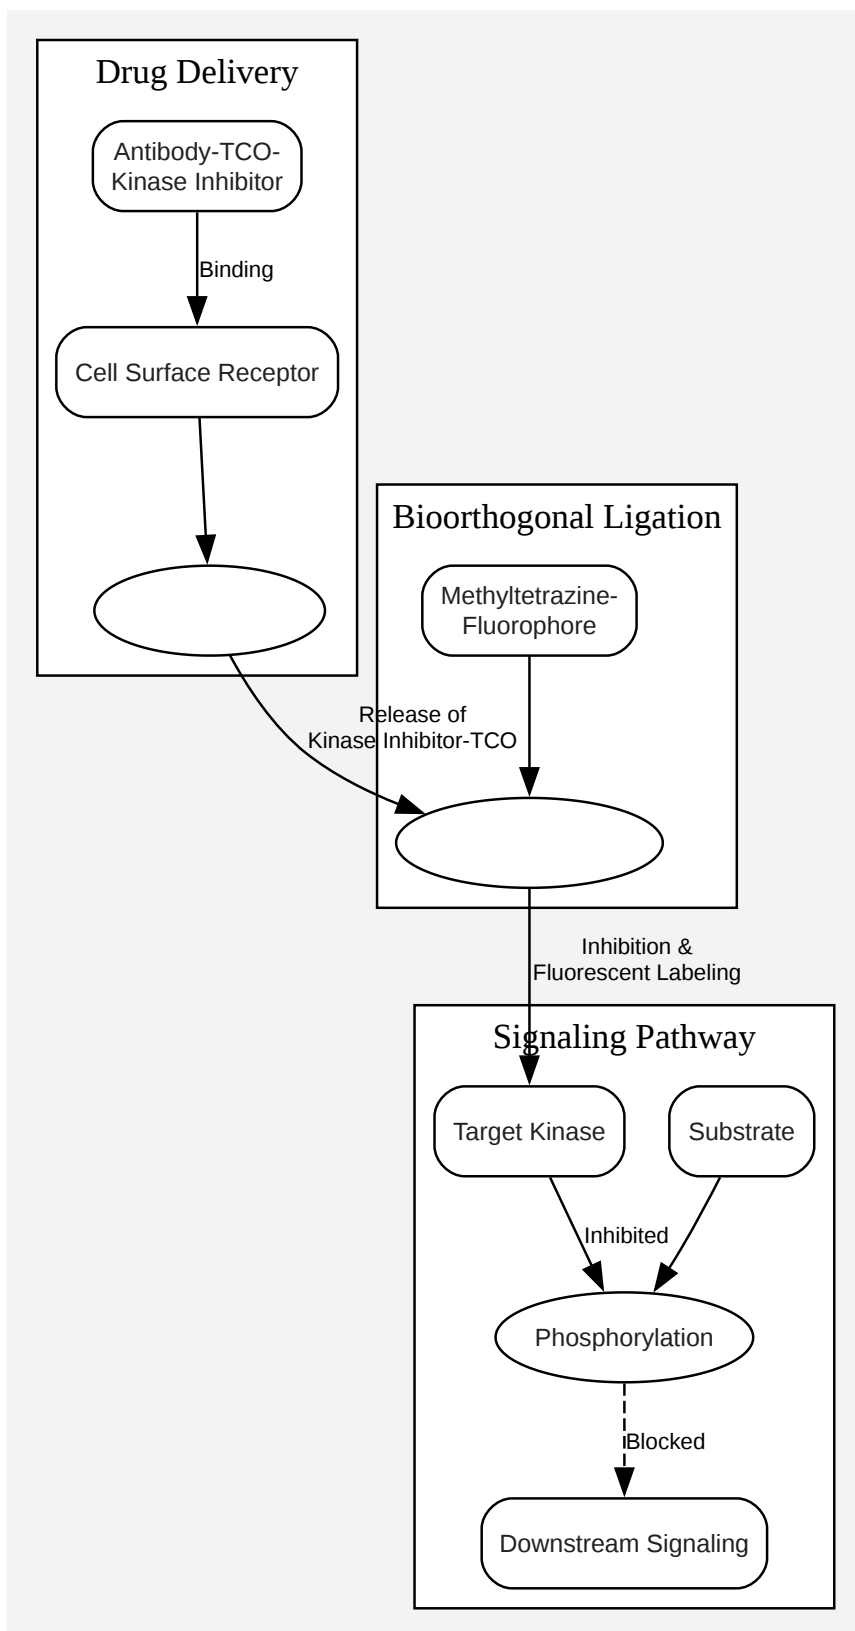 Drug Delivery
Antibody-TCO-
Kinase Inhibitor
Binding
Cell Surface Receptor
Bioorthogonal Ligation
Methyltetrazine-
Fluorophore
Release of
Kinase Inhibitor-TCO
Inhibition &
Fluorescent Labeling
Signaling Pathway
Target Kinase
Substrate
Inhibited
Phosphorylation
Blocked
Downstream Signaling